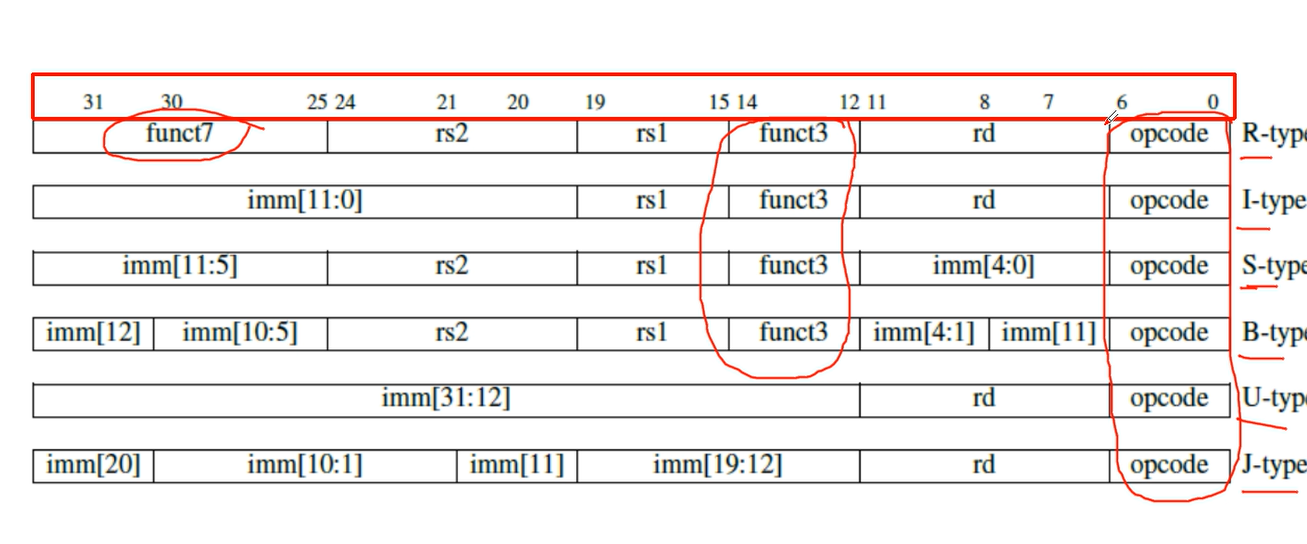 31 30 25 24 21 20 19 15 14 12 11 8 7 6 0
funct7 rs2 rs1 funct3 rd opcode R-type
imm[11:0] rs1 funct3 rd opcode I-type
imm[11:5] rs2 rs1 funct3 imm[4:0] opcode S-type
imm[12] imm[10:5] rs2 rs1 funct3 imm[4:1] imm[11] opcode B-type
imm[31:12] rd opcode U-type
imm[20] imm[10:1] imm[11] imm[19:12] rd opcode J-type